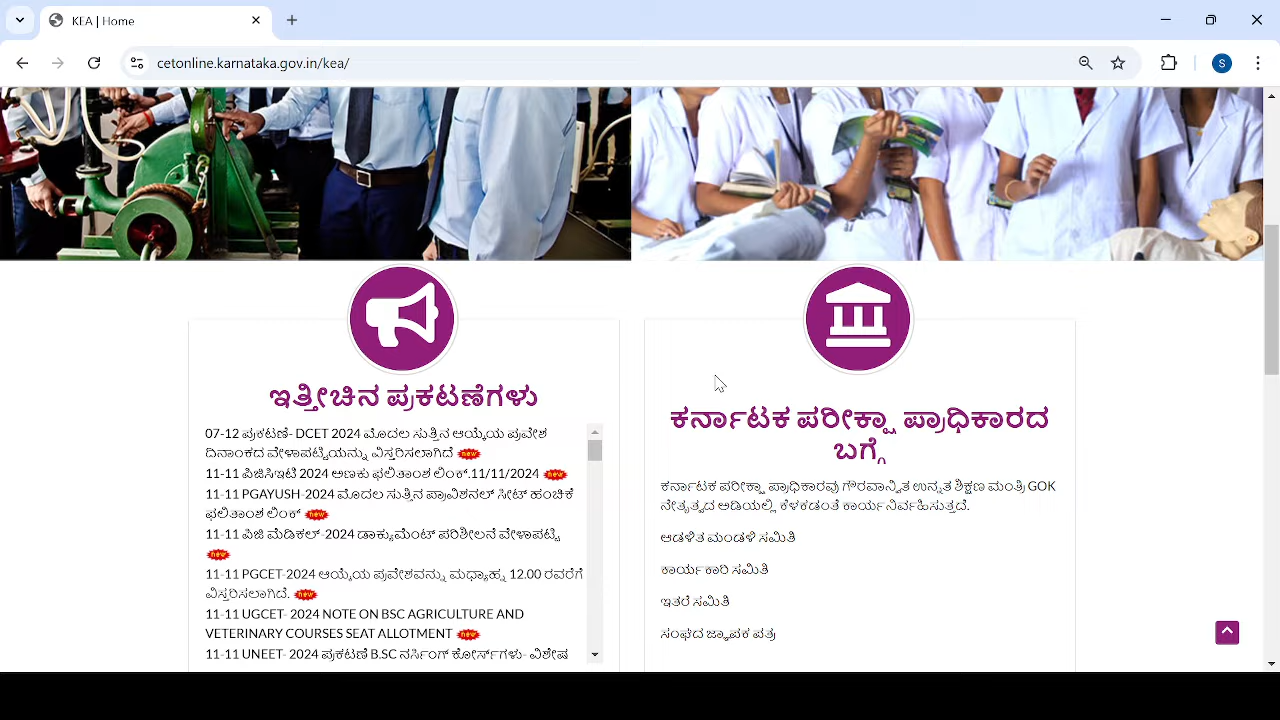 KEA | Home
cetonline.karnataka.gov.in/kea/
S
ಇತ್ತೀಚಿನ ಪ್ರಕಟಣೆಗಳು
07-12 ಪ್ರಕಟಣೆ- DCET 2024 ಮೊದಲ ಸುತ್ತಿನ ಆಯ್ಕೆಯ ಪ್ರವೇಶ
ದಿನಾಂಕದ ವೇಳಾಪಟ್ಟಿಯನ್ನು ವಿಸ್ತರಿಸಲಾಗಿದೆ new
11-11 ಪಿಜಿಸಿಇಟಿ 2024 ಅಣಕು ಫಲಿತಾಂಶ ಲಿಂಕ್.11/11/2024 new
11-11 PGAYUSH-2024 ಮೊದಲ ಸುತ್ತಿನ ಪ್ರಾವಿಶನಲ್ ಸೀಟ್ ಹಂಚಿಕೆ
ಫಲಿತಾಂಶ ಲಿಂಕ್ new
11-11 ಪಿಜಿ ಮೆಡಿಕಲ್-2024 ಡಾಕ್ಯುಮೆಂಟ್ ಪರಿಶೀಲನೆ ವೇಳಾಪಟ್ಟಿ
new
11-11 PGCET-2024 ಆಯ್ಕೆಯ ಪ್ರವೇಶವನ್ನು ಮಧ್ಯಾಹ್ನ 12.00 ರವರೆಗೆ
ವಿಸ್ತರಿಸಲಾಗಿದೆ. new
11-11 UGCET- 2024 NOTE ON BSC AGRICULTURE AND
VETERINARY COURSES SEAT ALLOTMENT new
11-11 UNEET- 2024 ಪ್ರಕಟಣೆ B.SC ನರ್ಸಿಂಗ್ ಕೋರ್ಸ್‌ಗಳು- ವಿಶೇಷ
ಕರ್ನಾಟಕ ಪರೀಕ್ಷಾ ಪ್ರಾಧಿಕಾರದ
ಬಗ್ಗೆ
ಕರ್ನಾಟಕ ಪರೀಕ್ಷಾ ಪ್ರಾಧಿಕಾರವು ಗೌರವಾನ್ವಿತ ಉನ್ನತ ಶಿಕ್ಷಣ ಮಂತ್ರಿ GOK
ನೇತೃತ್ವದ ಅಡಿಯಲ್ಲಿ ಕೆಳಕಂಡಂತೆ ಕಾರ್ಯನಿರ್ವಹಿಸುತ್ತದೆ.
ಆಡಳಿತ ಮಂಡಳಿ ಸಮಿತಿ
ಕಾರ್ಯಕಾರಿ ಸಮಿತಿ
ಇತರೆ ಸಮಿತಿ
ಸಂಘದ ಜ್ಞಾಪಕ ಪತ್ರ